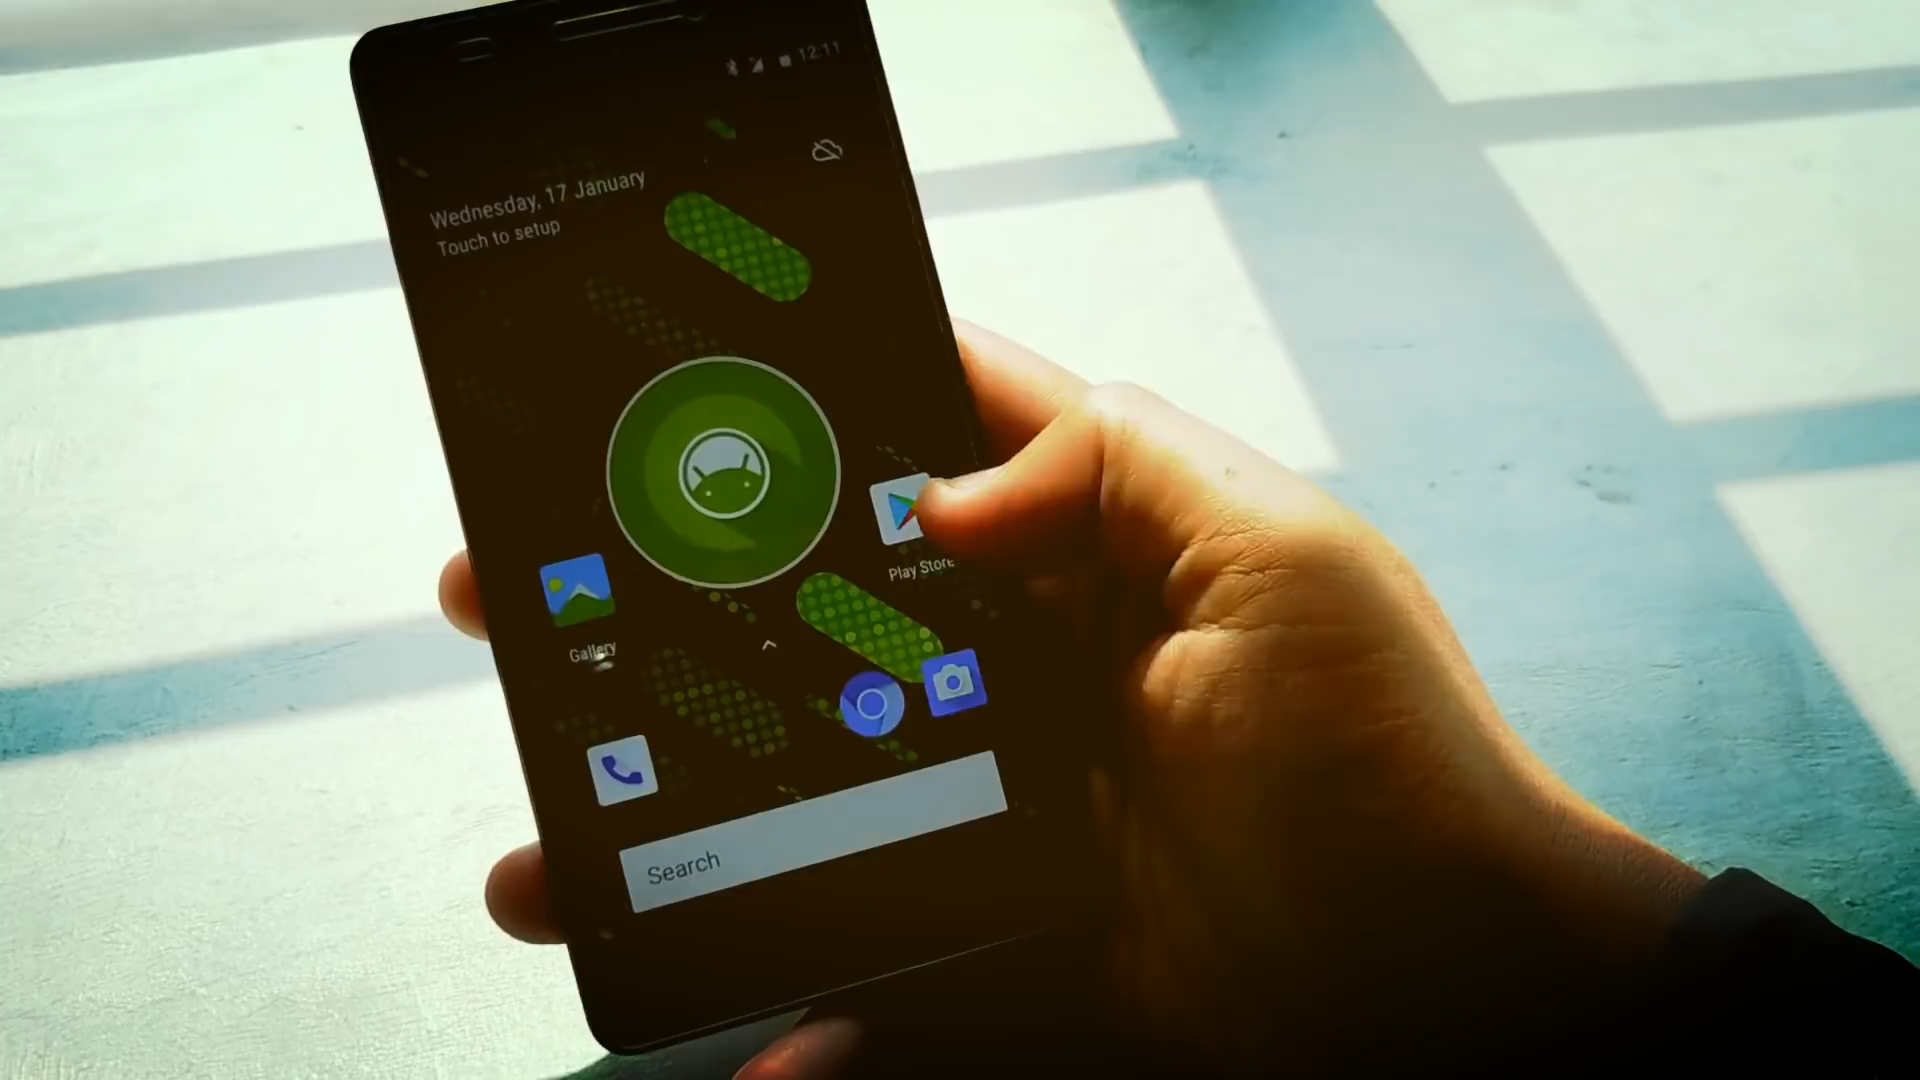 12:11
Wednesday, 17 January
Touch to setup
Play Store
Gallery
Search